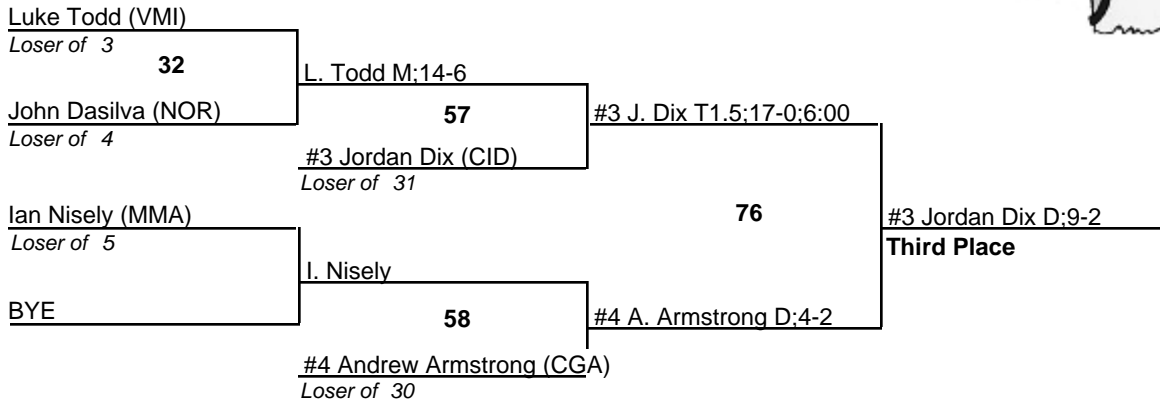 Luke Todd (VMI)
Loser of 3
32
L. Todd M;14-6
John Dasilva (NOR)
Loser of 4
57
#3 J. Dix T1.5;17-0;6:00
#3 Jordan Dix (CID)
Loser of 31
Ian Nisely (MMA)
Loser of 5
76
#3 Jordan Dix D;9-2
Third Place
I. Nisely
BYE
58
#4 A. Armstrong D;4-2
#4 Andrew Armstrong (CGA)
Loser of 30